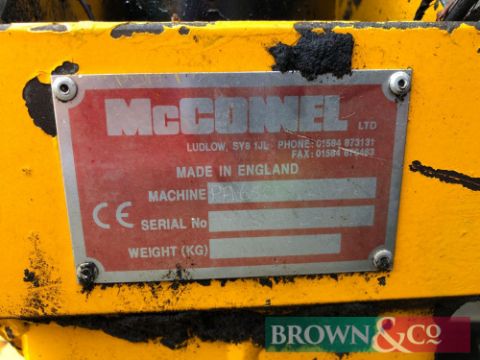 McCONNEL LTD
LUDLOW, SY8 1JL PHONE: 01584 873131
FAX: 01584 876463
MADE IN ENGLAND
MACHINE
CE SERIAL No
WEIGHT (KG)
BROWN&CO